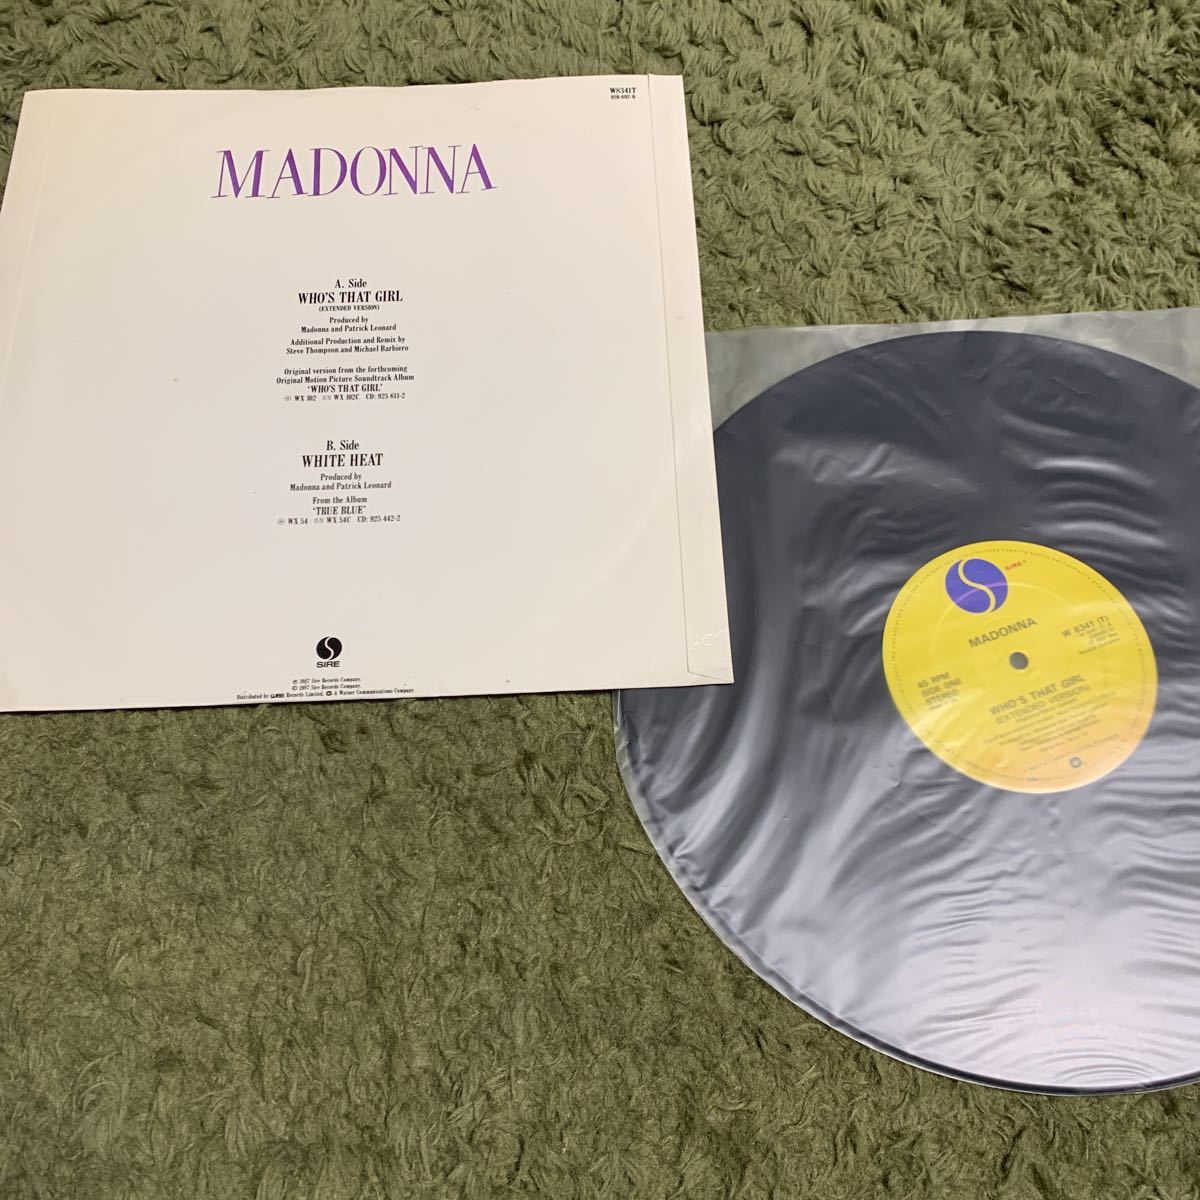 W8341T
920 692-0
MADONNA
A. Side
WHO'S THAT GIRL
(EXTENDED VERSION)
Produced by
Madonna and Patrick Leonard
Additional Production and Remix by
Steve Thompson and Michael Barbiero
Original version from the forthcoming
Original Motion Picture Soundtrack Album
'WHO'S THAT GIRL'
WX 102 WX 102C CD: 925 611-2
B. Side
WHITE HEAT
Produced by
Madonna and Patrick Leonard
From the Album
'TRUE BLUE'
WX 54 WX 54C CD: 925 442-2
SIRE
℗ 1987 Sire Records Company.
© 1987 Sire Records Company.
Distributed by wea Records Limited. A Warner Communications Company.
SIRE
MADONNA
W 8341 (T)
45 RPM
SIDE ONE
STEREO
WHO'S THAT GIRL
(EXTENDED VERSION)